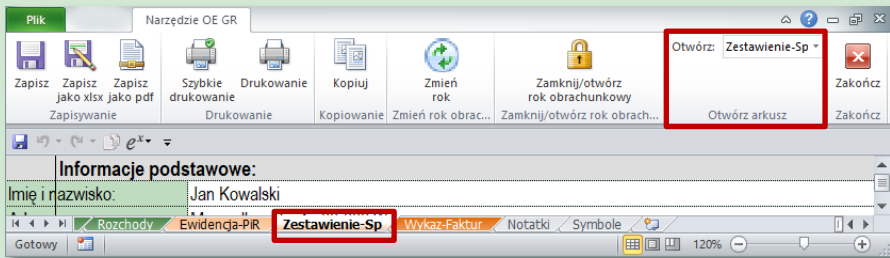 Plik
Narzędzie OE GR
Zapisz
Zapisz jako xlsx
Zapisz jako pdf
Szybkie drukowanie
Drukowanie
Kopiuj
Zmień rok
Zamknij/otwórz rok obrachunkowy
Otwórz: Zestawienie-Sp
Zakończ
Zapisywanie
Drukowanie
Kopiowanie
Zmień rok obrac...
Zamknij/otwórz rok obrach...
Otwórz arkusz
Zakończ
Informacje podstawowe:
Imię i nazwisko: Jan Kowalski
Rozchody
Ewidencja-PiR
Zestawienie-Sp
Wykaz-Faktur
Notatki
Symbole
Gotowy
120%